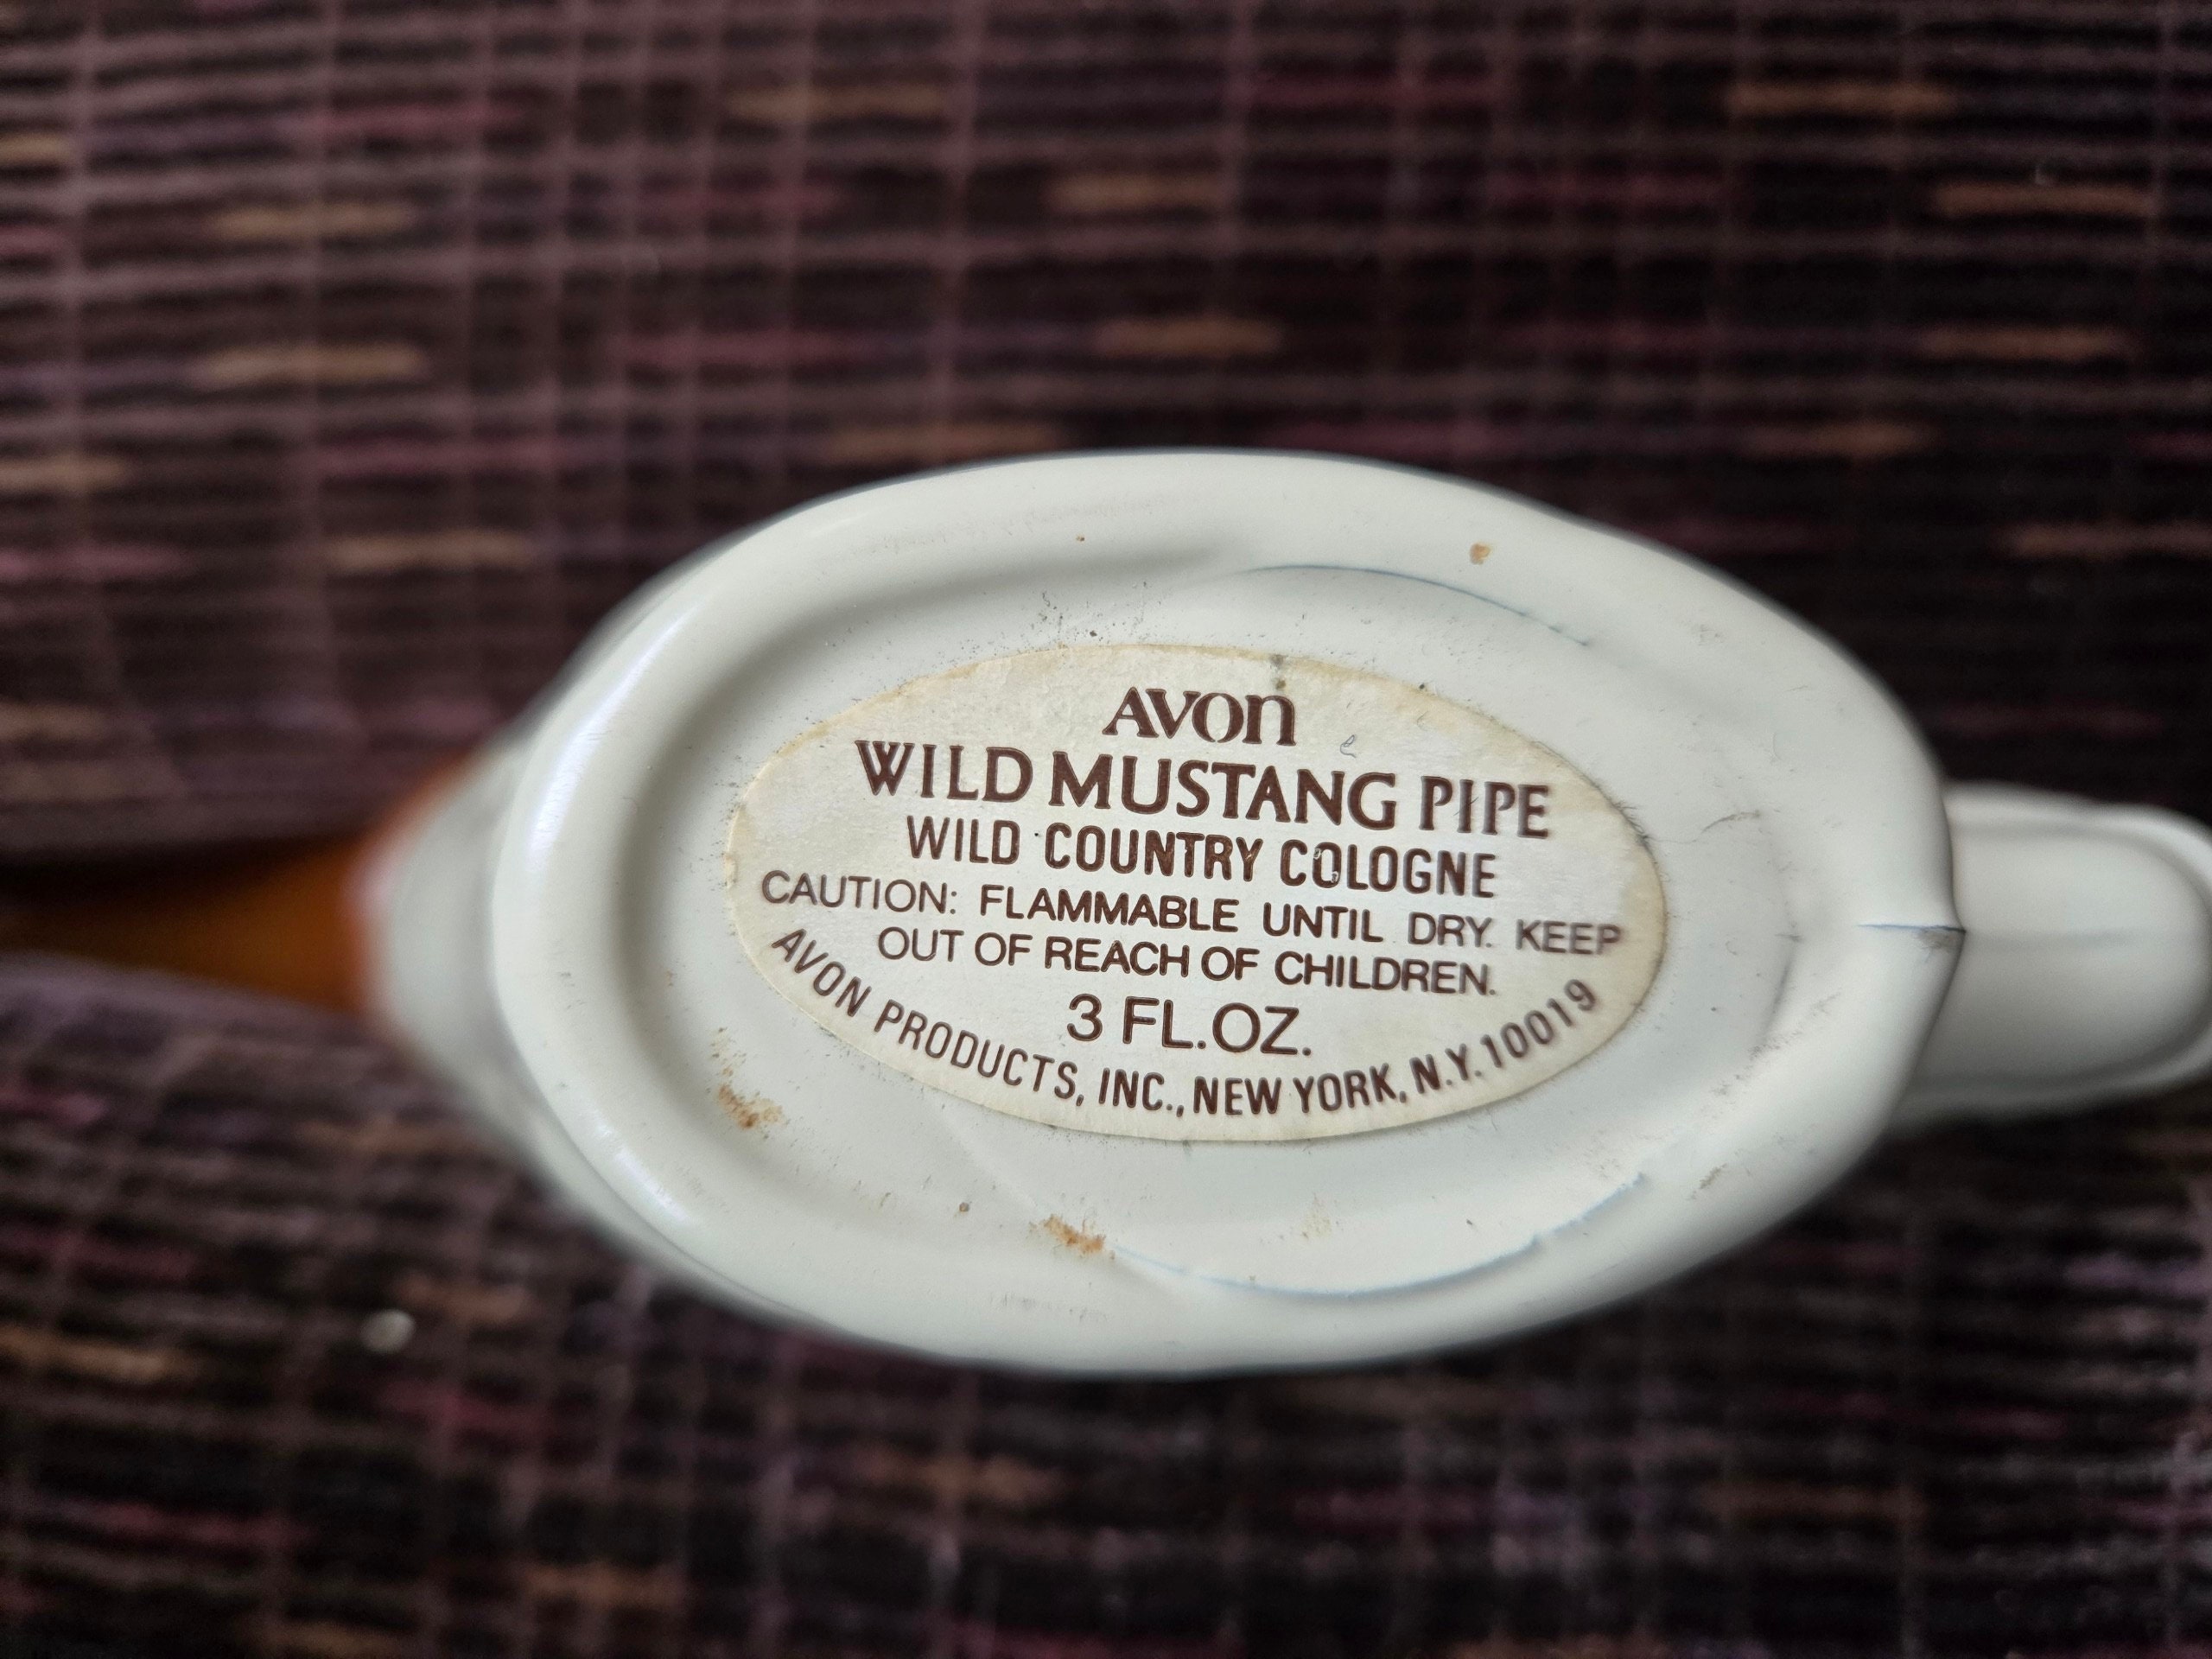 AVON
WILD MUSTANG PIPE
WILD COUNTRY COLOGNE
CAUTION: FLAMMABLE UNTIL DRY. KEEP
OUT OF REACH OF CHILDREN.
3 FL.OZ.
AVON PRODUCTS, INC., NEW YORK, N.Y. 10019